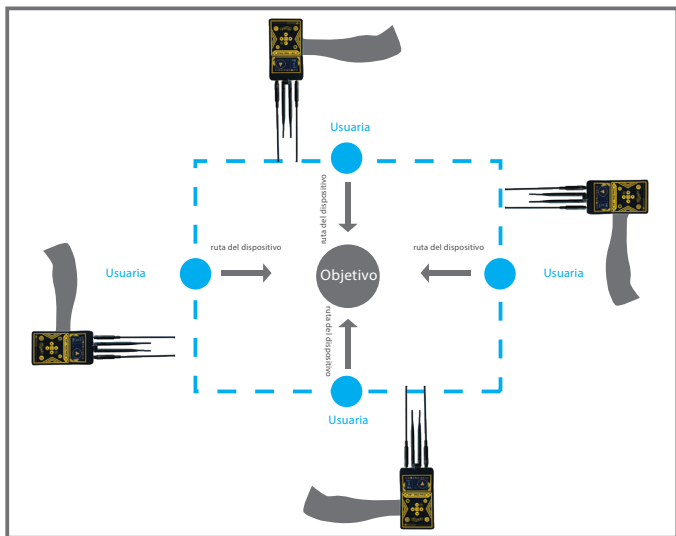 Usuaria
ruta del dispositivo
ruta del dispositivo
ruta del dispositivo
Usuaria
Objetivo
Usuaria
ruta del dispositivo
Usuaria